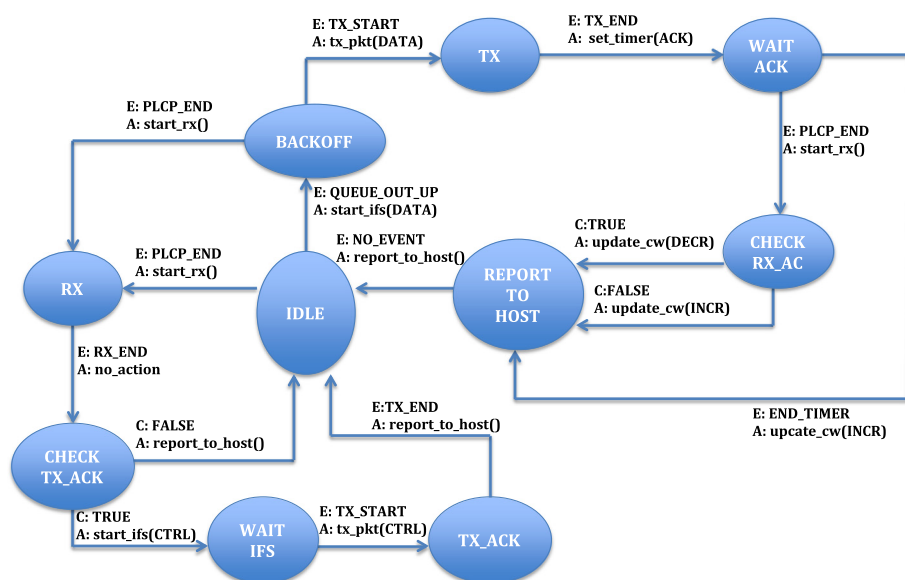 E: TX_START
A: tx_pkt(DATA)
TX
E: TX_END
A:  set_timer(ACK)
WAIT
ACK
E: PLCP_END
A: start_rx()
BACKOFF
E: PLCP_END
A: start_rx()
E: QUEUE_OUT_UP
A: start_ifs(DATA)
C:TRUE
A: update_cw(DECR)
CHECK
RX_AC
E: NO_EVENT
A: report_to_host()
E: PLCP_END
A: start_rx()
RX
IDLE
REPORT
TO
HOST
C:FALSE
A: update_cw(INCR)
E: RX_END
A: no_action
E:TX_END
A: report_to_host()
E: END_TIMER
A: upcate_cw(INCR)
C: FALSE
A: report_to_host()
CHECK
TX_ACK
C: TRUE
A: start_ifs(CTRL)
WAIT
IFS
E: TX_START
A: tx_pkt(CTRL)
TX_ACK